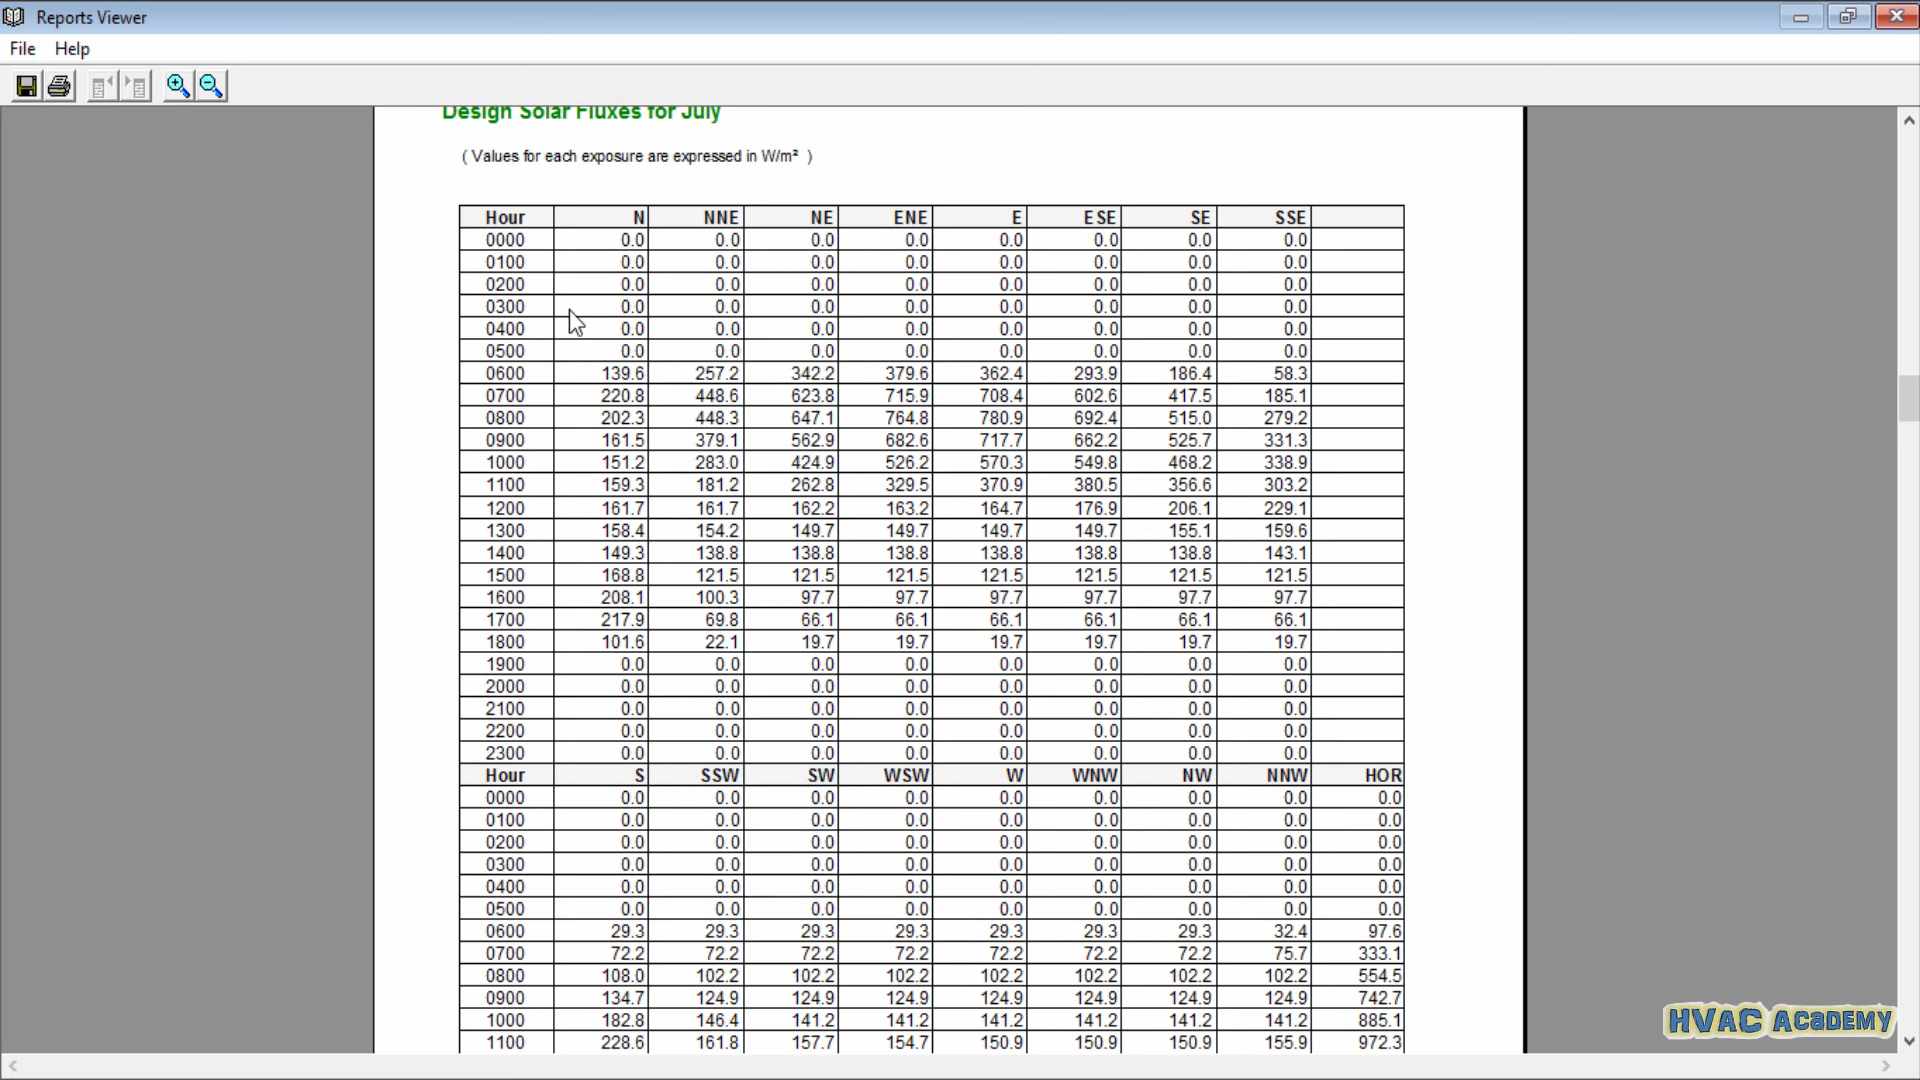 Reports Viewer
File Help
Design Solar Fluxes for July
( Values for each exposure are expressed in W/m² )
Hour N NNE NE ENE E ESE SE SSE
0000 0.0 0.0 0.0 0.0 0.0 0.0 0.0 0.0
0100 0.0 0.0 0.0 0.0 0.0 0.0 0.0 0.0
0200 0.0 0.0 0.0 0.0 0.0 0.0 0.0 0.0
0300 0.0 0.0 0.0 0.0 0.0 0.0 0.0 0.0
0400 0.0 0.0 0.0 0.0 0.0 0.0 0.0 0.0
0500 0.0 0.0 0.0 0.0 0.0 0.0 0.0 0.0
0600 139.6 257.2 342.2 379.6 362.4 293.9 186.4 58.3
0700 220.8 448.6 623.8 715.9 708.4 602.6 417.5 185.1
0800 202.3 448.3 647.1 764.8 780.9 692.4 515.0 279.2
0900 161.5 379.1 562.9 682.6 717.7 662.2 525.7 331.3
1000 151.2 283.0 424.9 526.2 570.3 549.8 468.2 338.9
1100 159.3 181.2 262.8 329.5 370.9 380.5 356.6 303.2
1200 161.7 161.7 162.2 163.2 164.7 176.9 206.1 229.1
1300 158.4 154.2 149.7 149.7 149.7 149.7 155.1 159.6
1400 149.3 138.8 138.8 138.8 138.8 138.8 138.8 143.1
1500 168.8 121.5 121.5 121.5 121.5 121.5 121.5 121.5
1600 208.1 100.3 97.7 97.7 97.7 97.7 97.7 97.7
1700 217.9 69.8 66.1 66.1 66.1 66.1 66.1 66.1
1800 101.6 22.1 19.7 19.7 19.7 19.7 19.7 19.7
1900 0.0 0.0 0.0 0.0 0.0 0.0 0.0 0.0
2000 0.0 0.0 0.0 0.0 0.0 0.0 0.0 0.0
2100 0.0 0.0 0.0 0.0 0.0 0.0 0.0 0.0
2200 0.0 0.0 0.0 0.0 0.0 0.0 0.0 0.0
2300 0.0 0.0 0.0 0.0 0.0 0.0 0.0 0.0
Hour S SSW SW WSW W WNW NW NNW HOR
0000 0.0 0.0 0.0 0.0 0.0 0.0 0.0 0.0 0.0
0100 0.0 0.0 0.0 0.0 0.0 0.0 0.0 0.0 0.0
0200 0.0 0.0 0.0 0.0 0.0 0.0 0.0 0.0 0.0
0300 0.0 0.0 0.0 0.0 0.0 0.0 0.0 0.0 0.0
0400 0.0 0.0 0.0 0.0 0.0 0.0 0.0 0.0 0.0
0500 0.0 0.0 0.0 0.0 0.0 0.0 0.0 0.0 0.0
0600 29.3 29.3 29.3 29.3 29.3 29.3 29.3 32.4 97.6
0700 72.2 72.2 72.2 72.2 72.2 72.2 72.2 75.7 333.1
0800 108.0 102.2 102.2 102.2 102.2 102.2 102.2 102.2 554.5
0900 134.7 124.9 124.9 124.9 124.9 124.9 124.9 124.9 742.7
1000 182.8 146.4 141.2 141.2 141.2 141.2 141.2 141.2 885.1
1100 228.6 161.8 157.7 154.7 150.9 150.9 150.9 155.9 972.3
HVAC AcadeMY